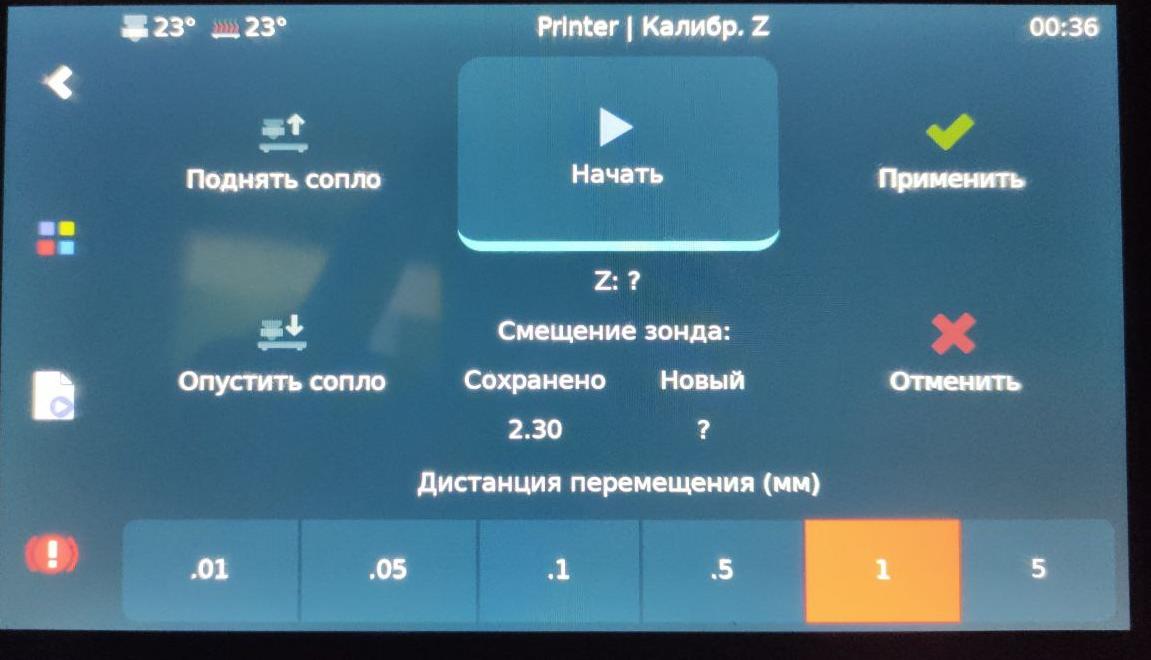 23° 23° Printer | Калибр. Z 00:36
Поднять сопло
Начать
Применить
Z: ?
Смещение зонда:
Опустить сопло
Сохранено Новый
Отменить
2.30 ?
Дистанция перемещения (мм)
.01 .05 .1 .5 1 5